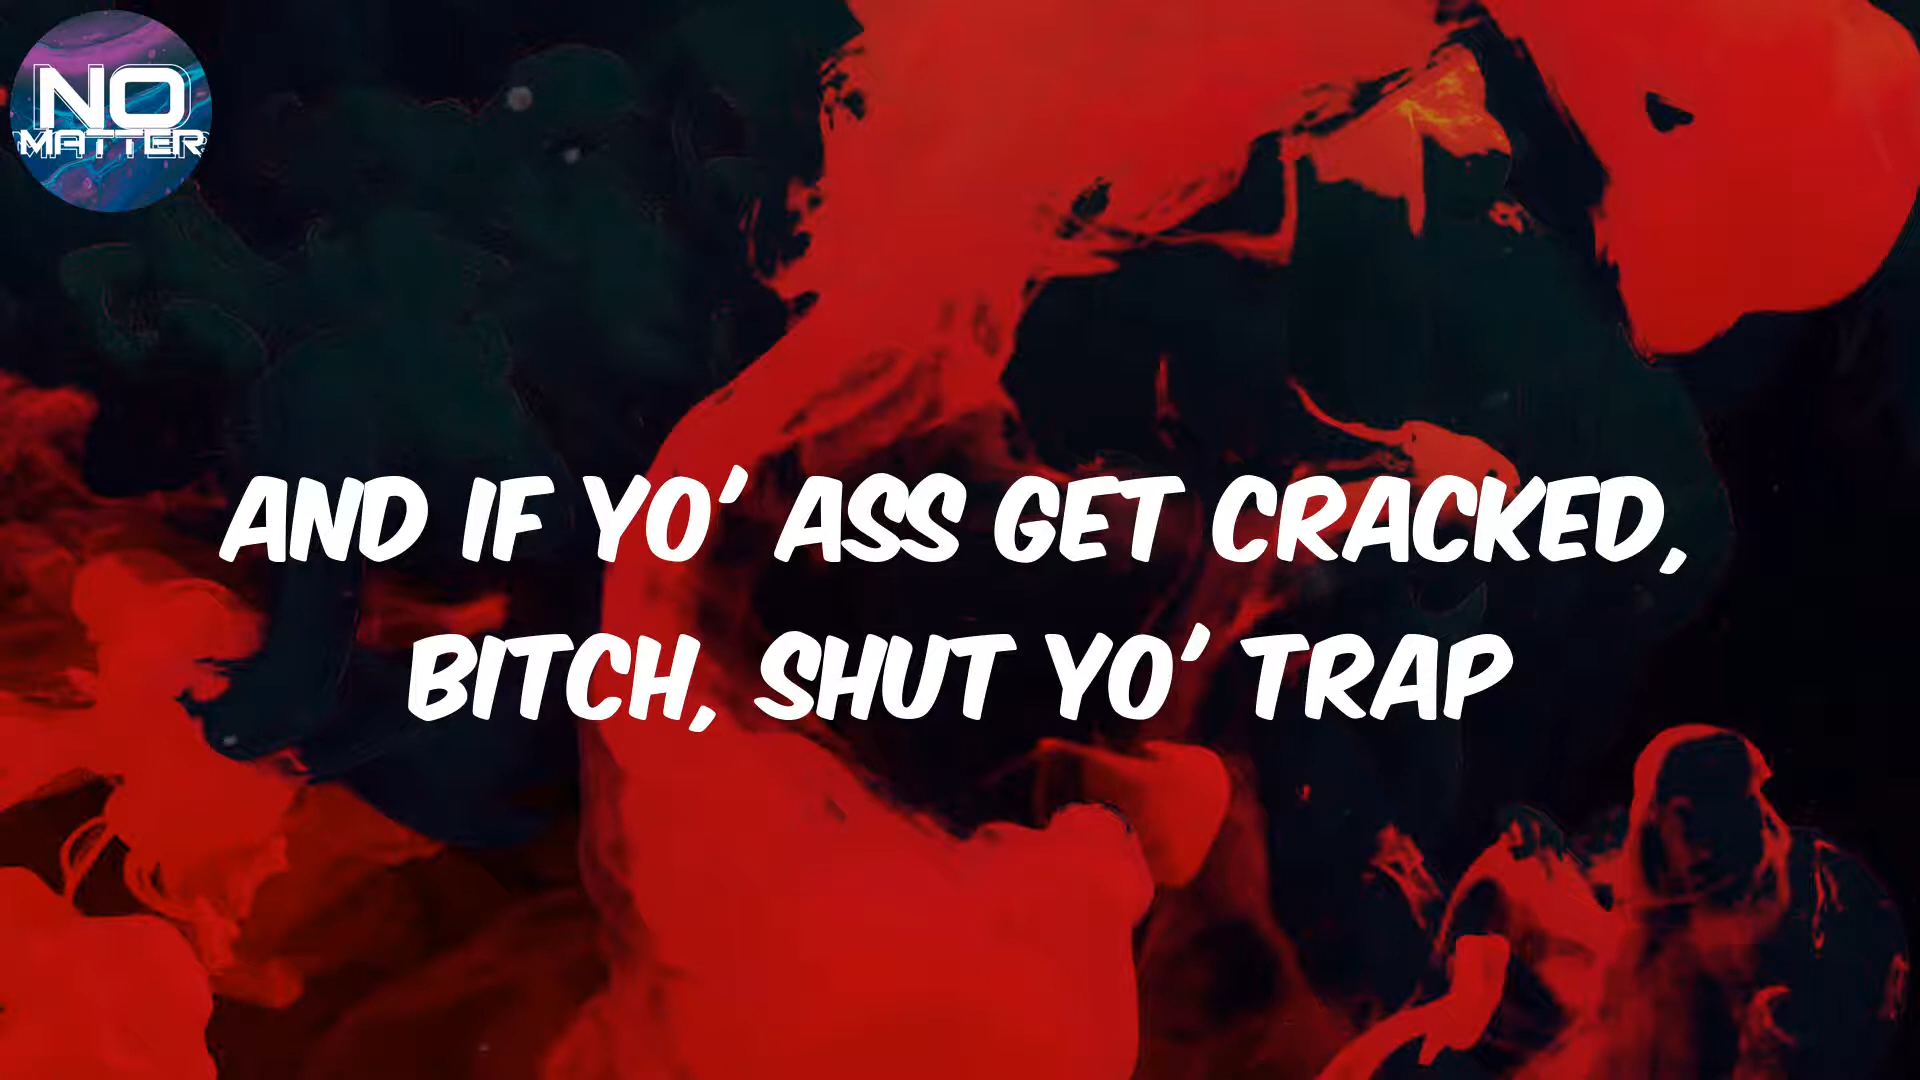 NO
MATTER
AND IF YO' ASS GET CRACKED,
BITCH, SHUT YO' TRAP